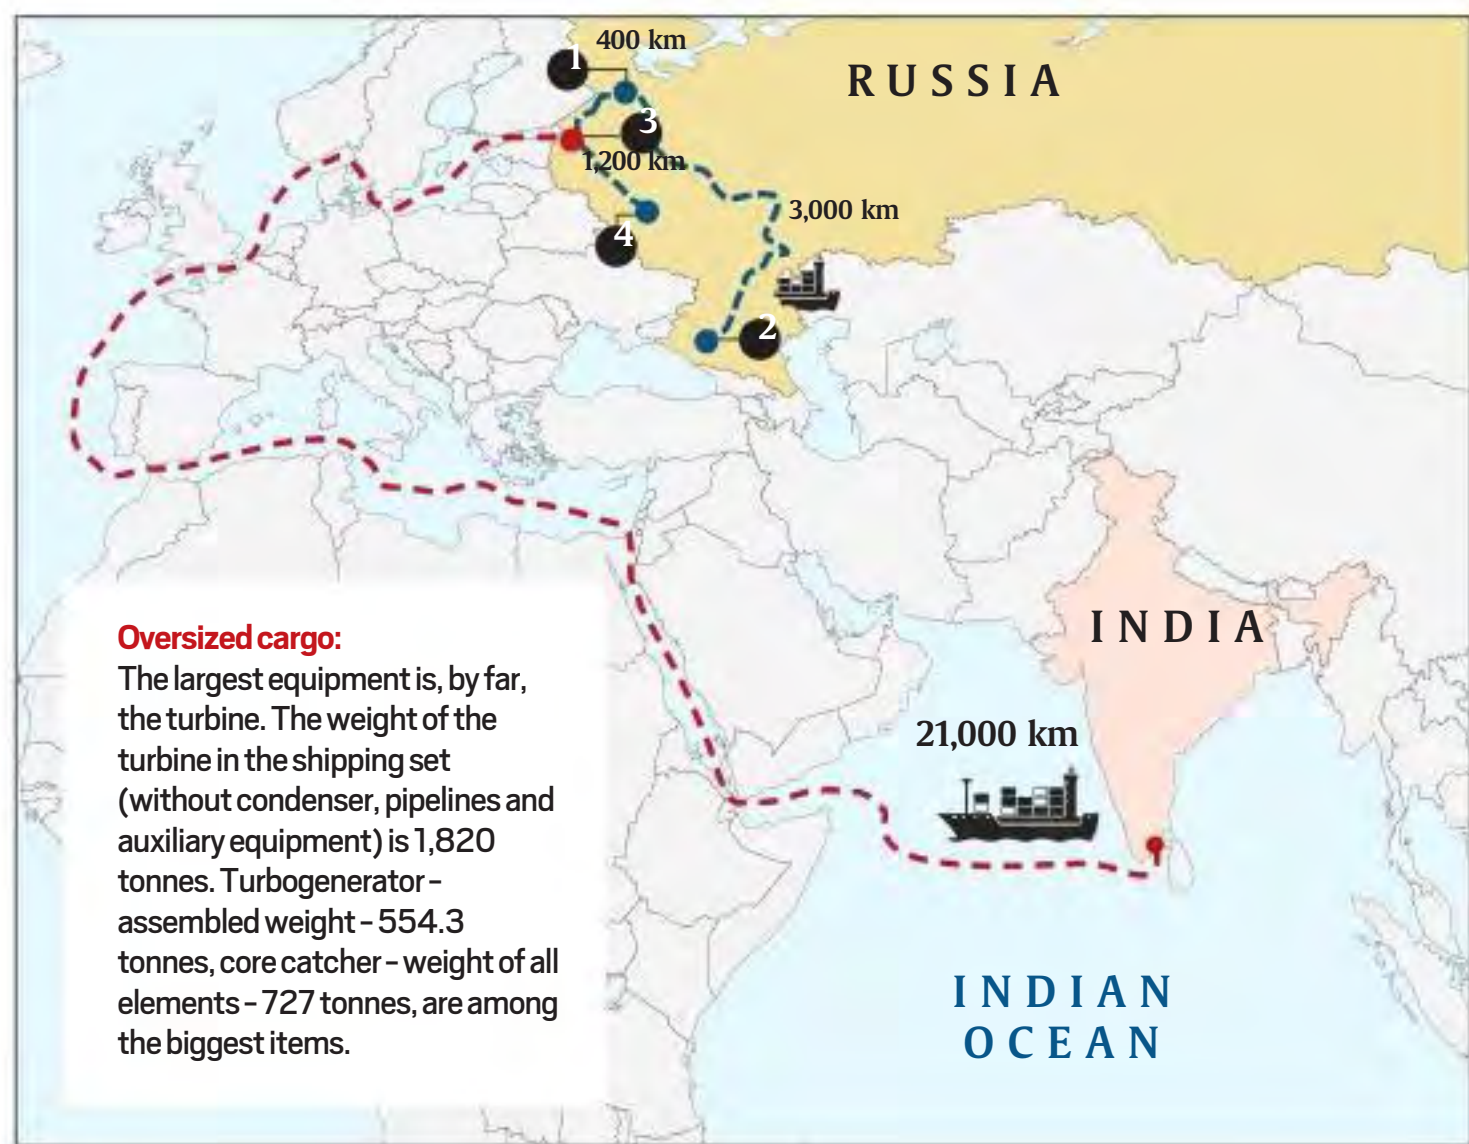 400 km
1
RUSSIA
3
1,200 km
3,000 km
4
2
INDIA
21,000 km
INDIAN
OCEAN
Oversized cargo:
The largest equipment is, by far,
the turbine. The weight of the
turbine in the shipping set
(without condenser, pipelines and
auxiliary equipment) is 1,820
tonnes. Turbogenerator –
assembled weight – 554.3
tonnes, core catcher – weight of all
elements – 727 tonnes, are among
the biggest items.